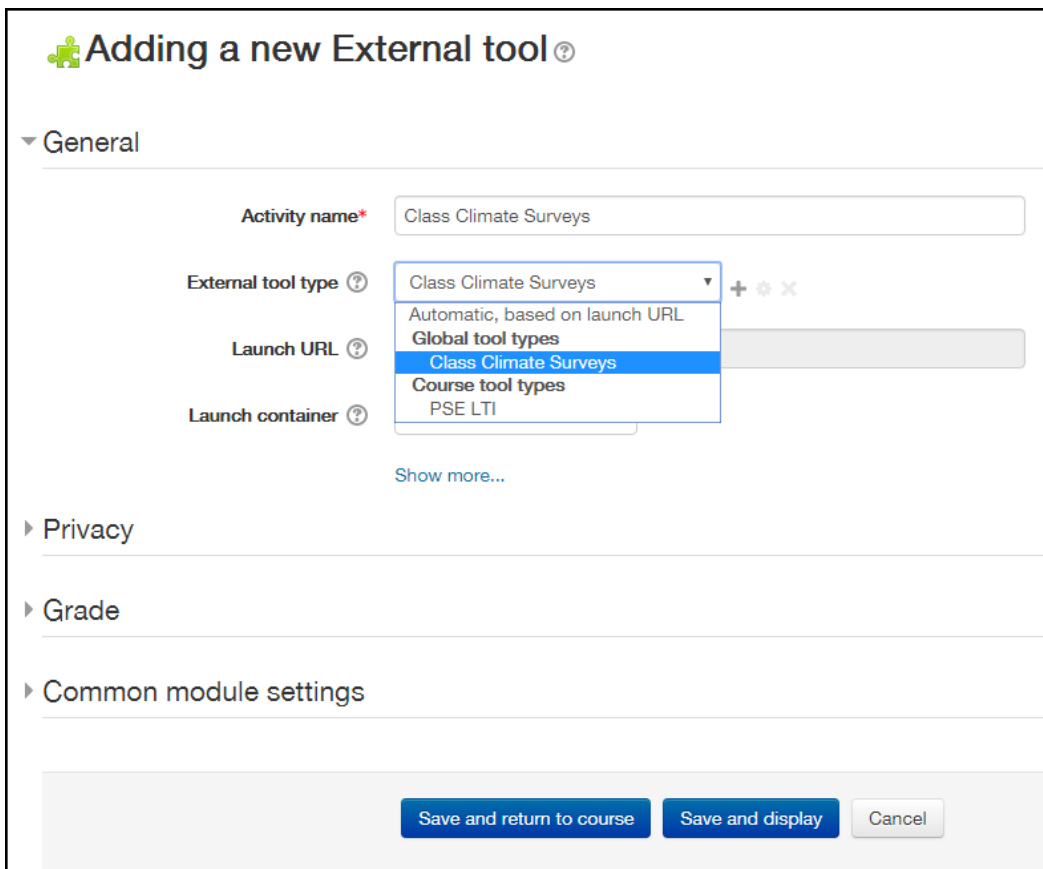 Adding a new External tool
General
Activity name* Class Climate Surveys
External tool type Class Climate Surveys
Automatic, based on launch URL
Global tool types
Launch URL
Class Climate Surveys
Course tool types
Launch container
PSE LTI
Show more...
Privacy
Grade
Common module settings
Save and return to course Save and display Cancel